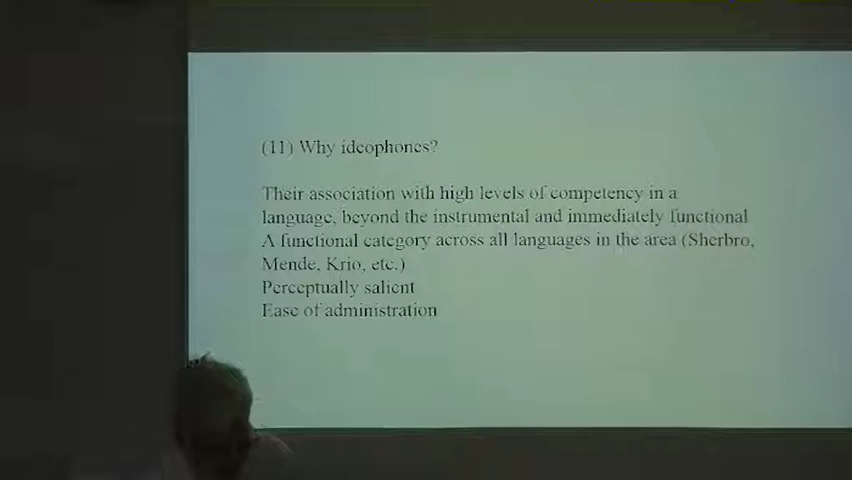 (11) Why ideophones?
Their association with high levels of competency in a
language, beyond the instrumental and immediately functional
A functional category across all languages in the area (Sherbro,
Mende, Krio, etc.)
Perceptually salient
Ease of administration